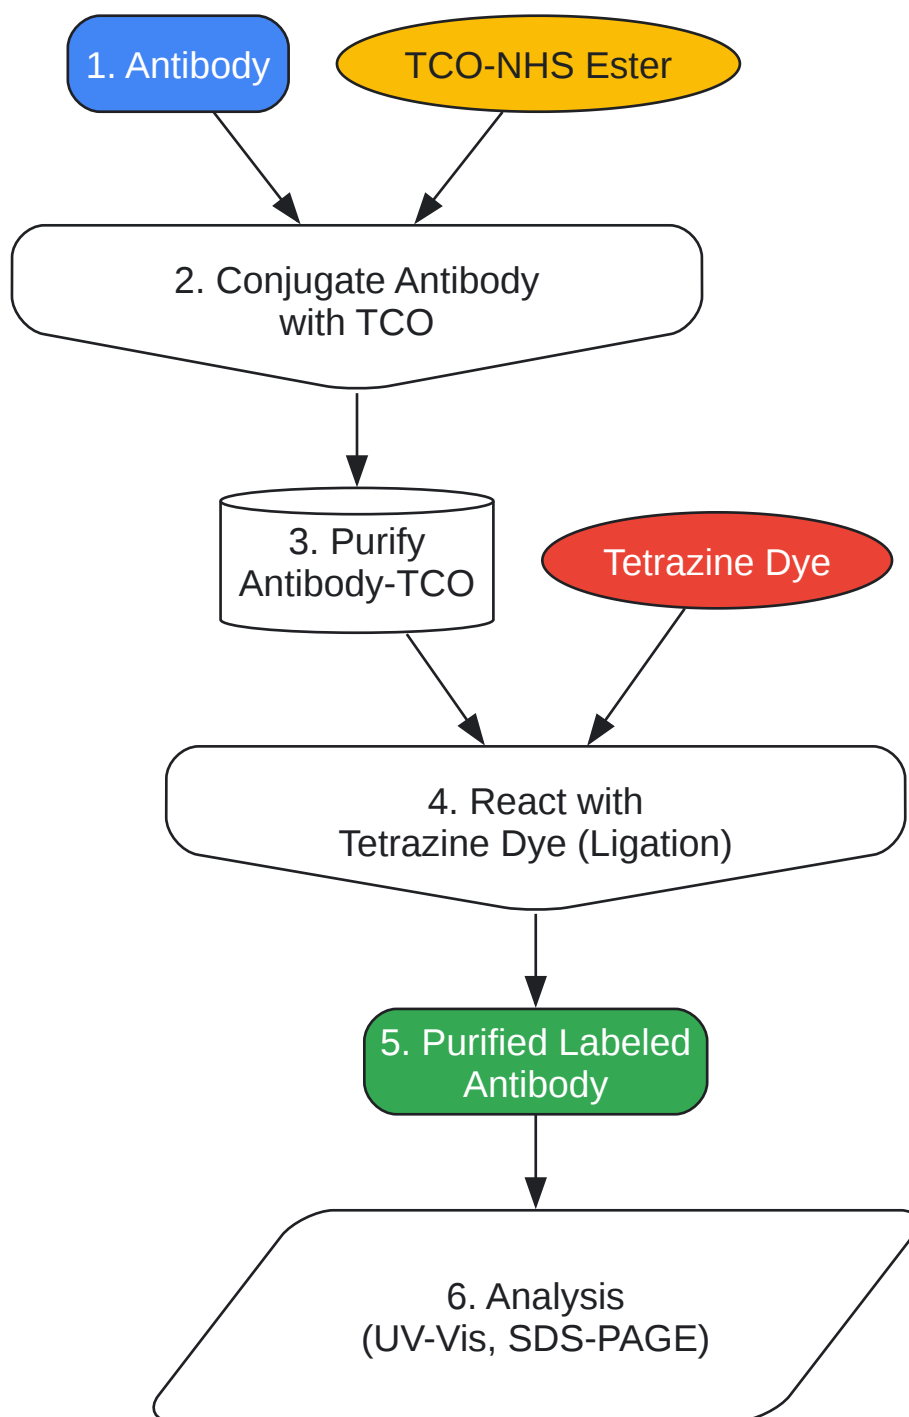 1. Antibody
TCO-NHS Ester
2. Conjugate Antibody
with TCO
3. Purify
Antibody-TCO
Tetrazine Dye
4. React with
Tetrazine Dye (Ligation)
5. Purified Labeled
Antibody
6. Analysis
(UV-Vis, SDS-PAGE)